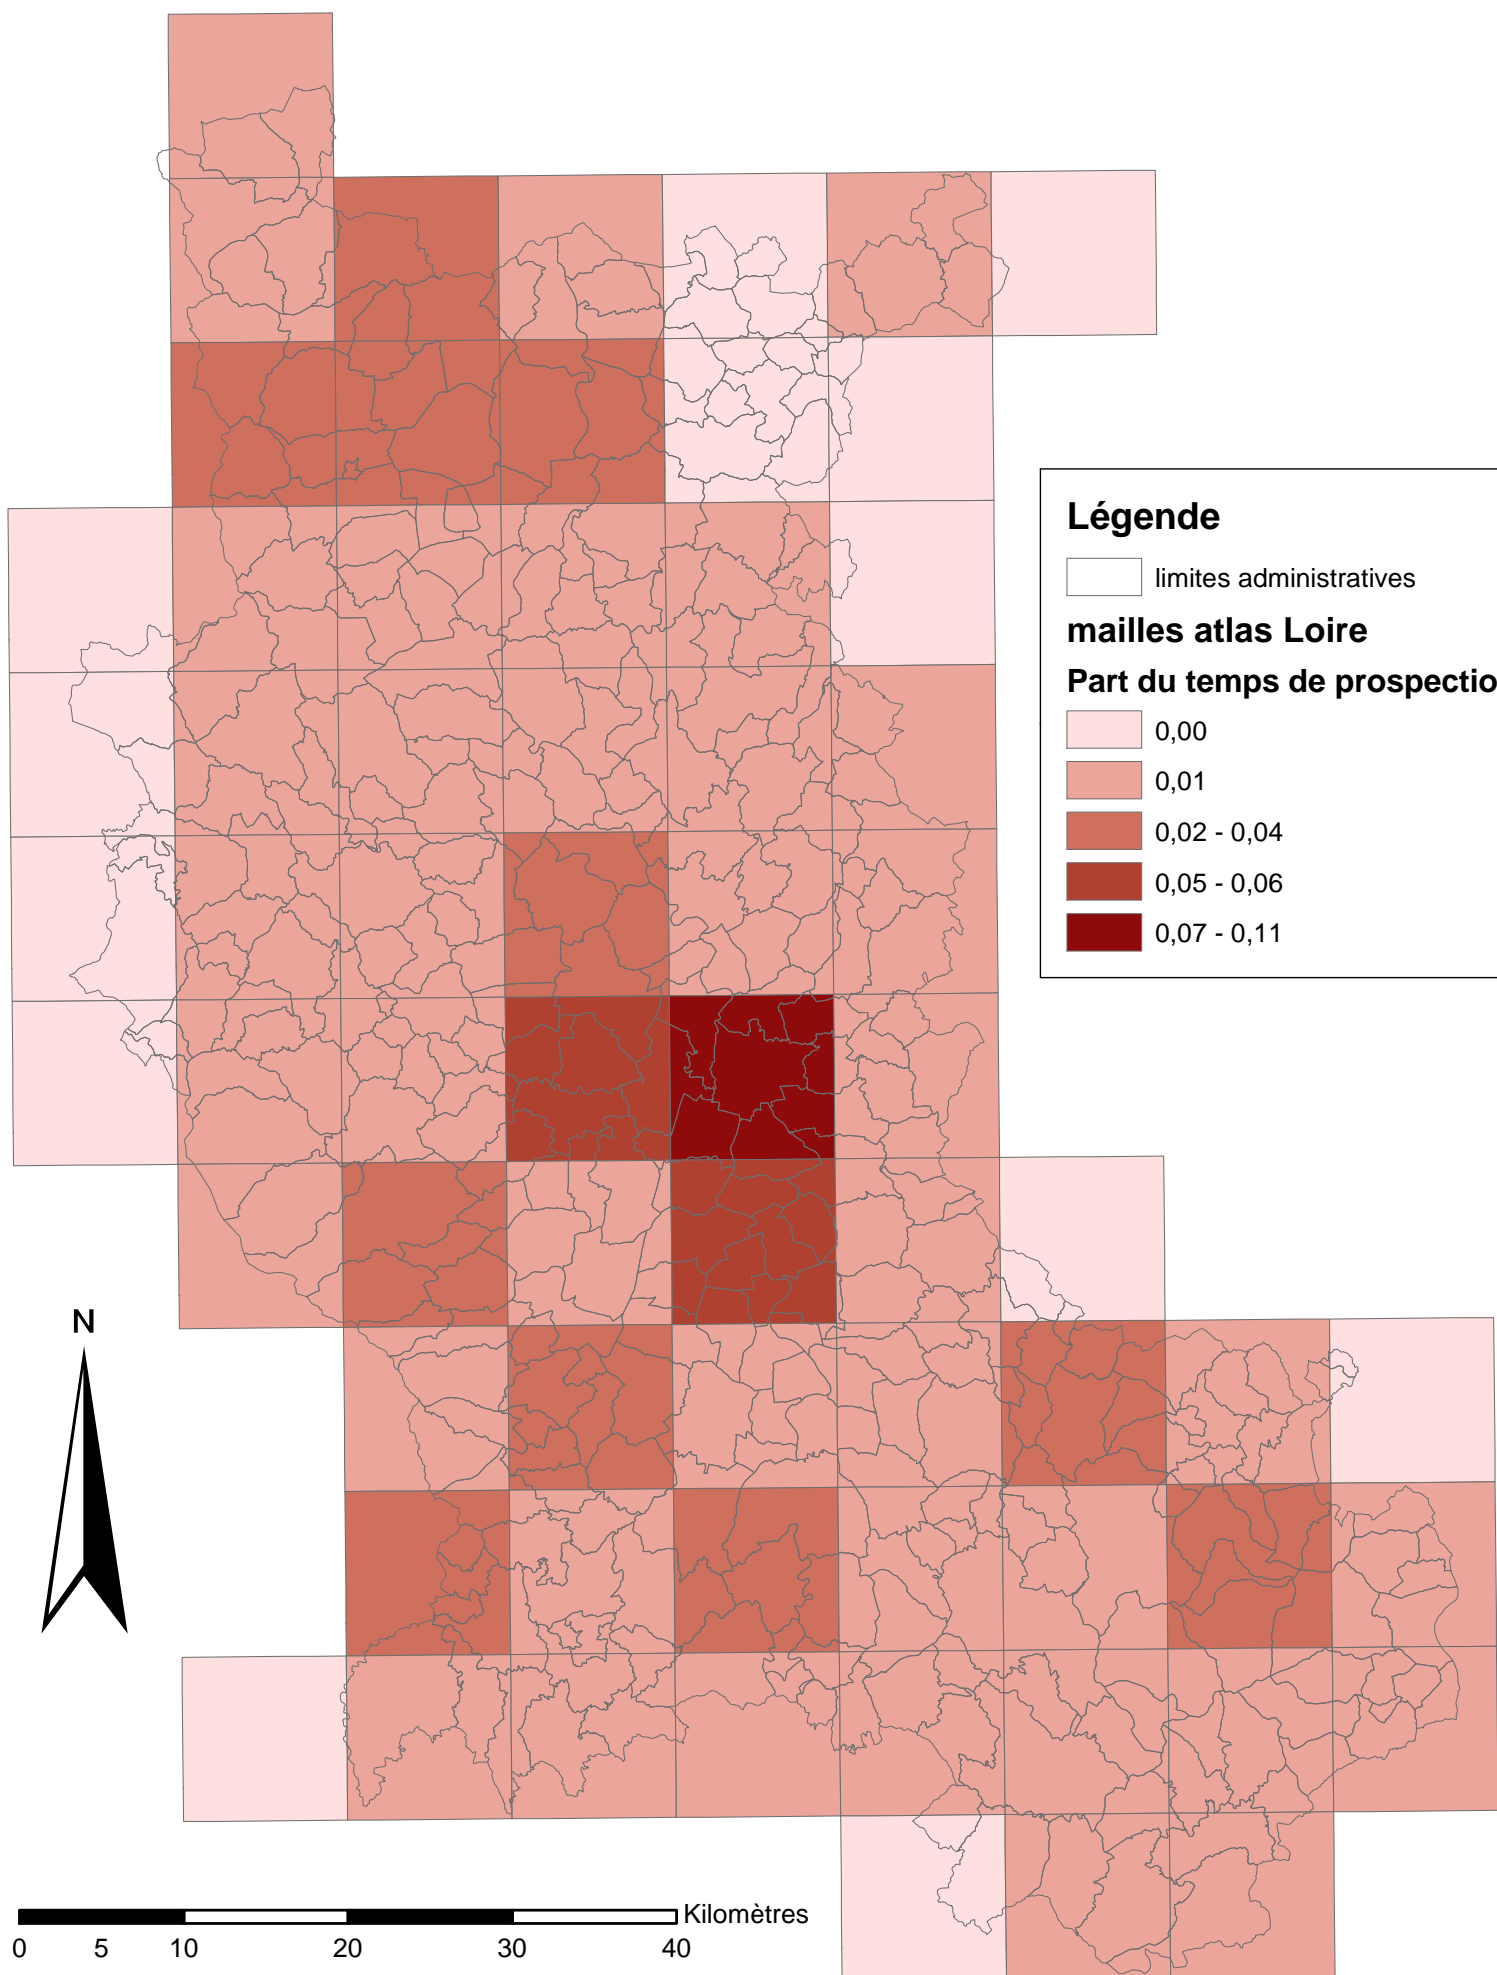 Légende
limites administratives
mailles atlas Loire
Part du temps de prospectio
0,00
0,01
0,02 - 0,04
0,05 - 0,06
0,07 - 0,11
N
Kilomètres
0 5 10 20 30 40